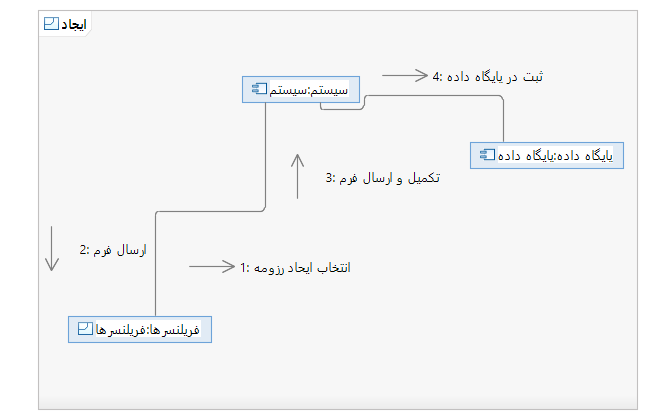 ایجاد
4: ثبت در پایگاه داده
سیستم:سیستم
پایگاه داده:پایگاه داده
3: تکمیل و ارسال فرم
2: ارسال فرم
1: انتخاب ایجاد رزومه
فریلنسرها:فریلنسرها